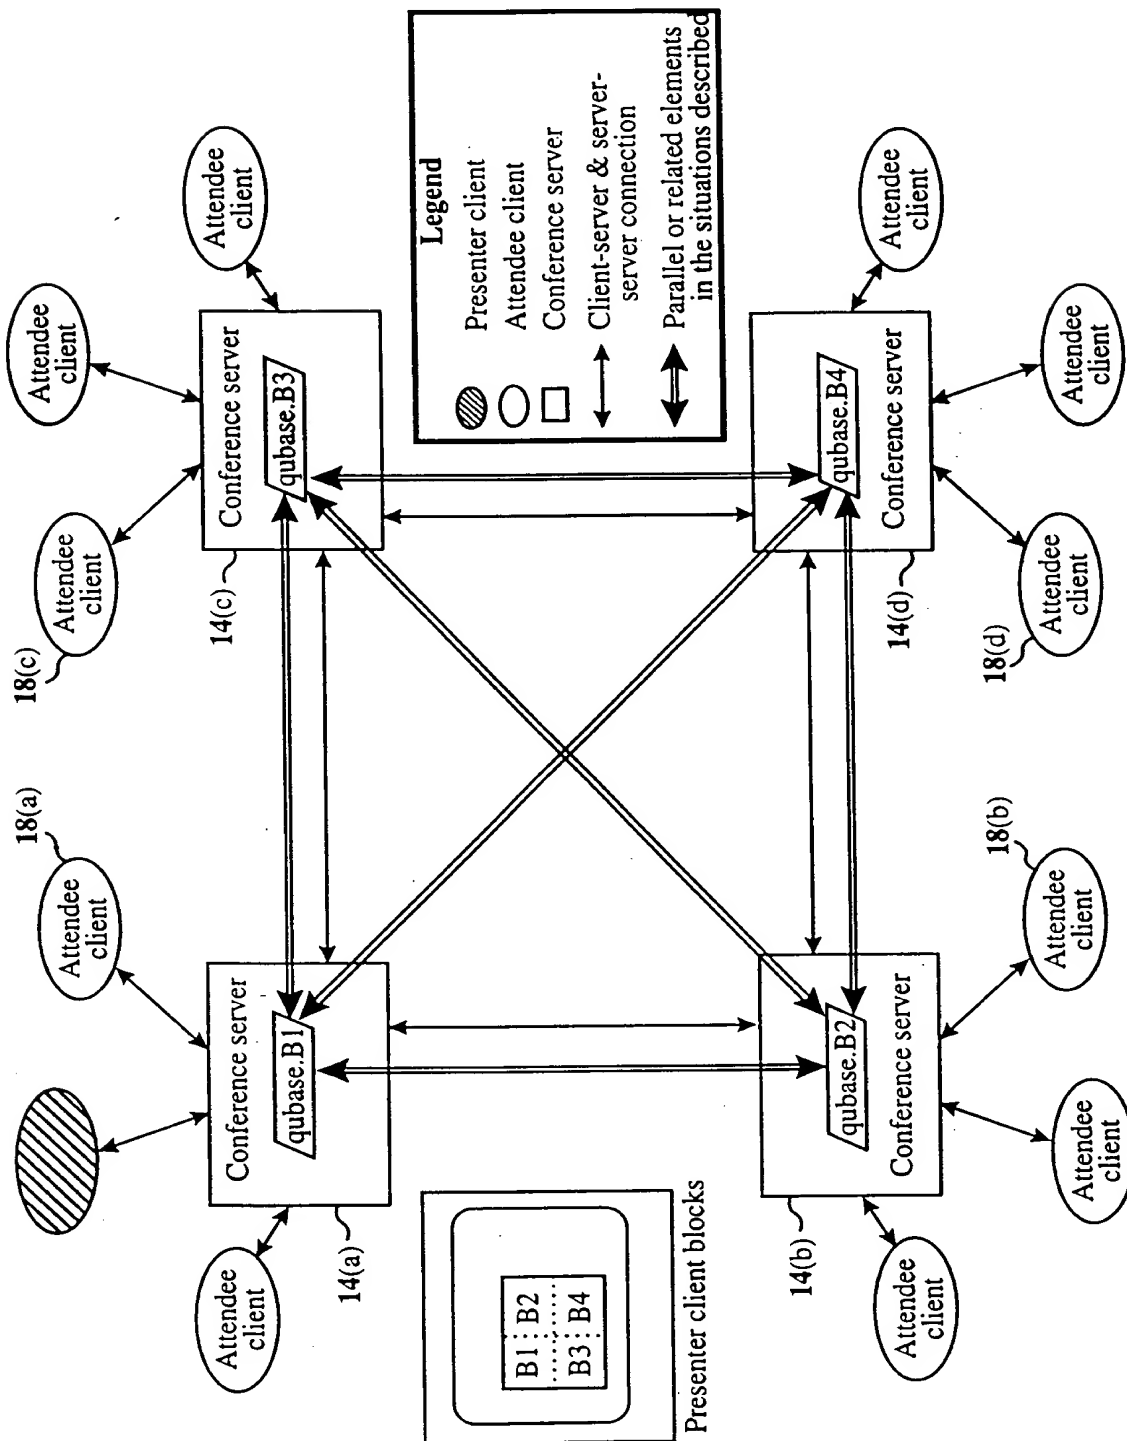 18(a)
18(c)
Attendee
client
Attendee
client
Attendee
client
Attendee
client
Conference server
qubase.B1
14(a)
14(c)
Conference server
qubase.B3
Attendee
client
B1 B2
B3 B4
Presenter client blocks
Legend
Presenter client
Attendee client
Conference server
Client-server & server-
server connection
Parallel or related elements
in the situations described
14(b)
qubase.B2
Conference server
14(d)
qubase.B4
Conference server
Attendee
client
Attendee
client
18(b)
18(d)
Attendee
client
Attendee
client
Attendee
client
Attendee
client